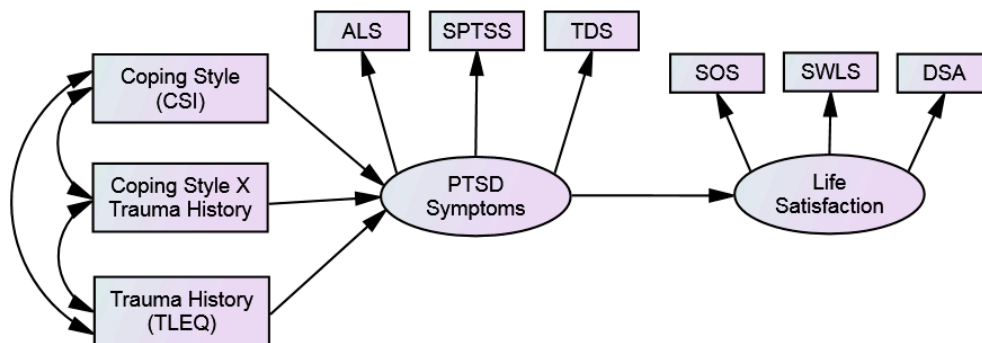 ALS
SPTSS
TDS
SOS
SWLS
DSA
Coping Style
(CSI)
Coping Style X
Trauma History
Trauma History
(TLEQ)
PTSD
Symptoms
Life
Satisfaction